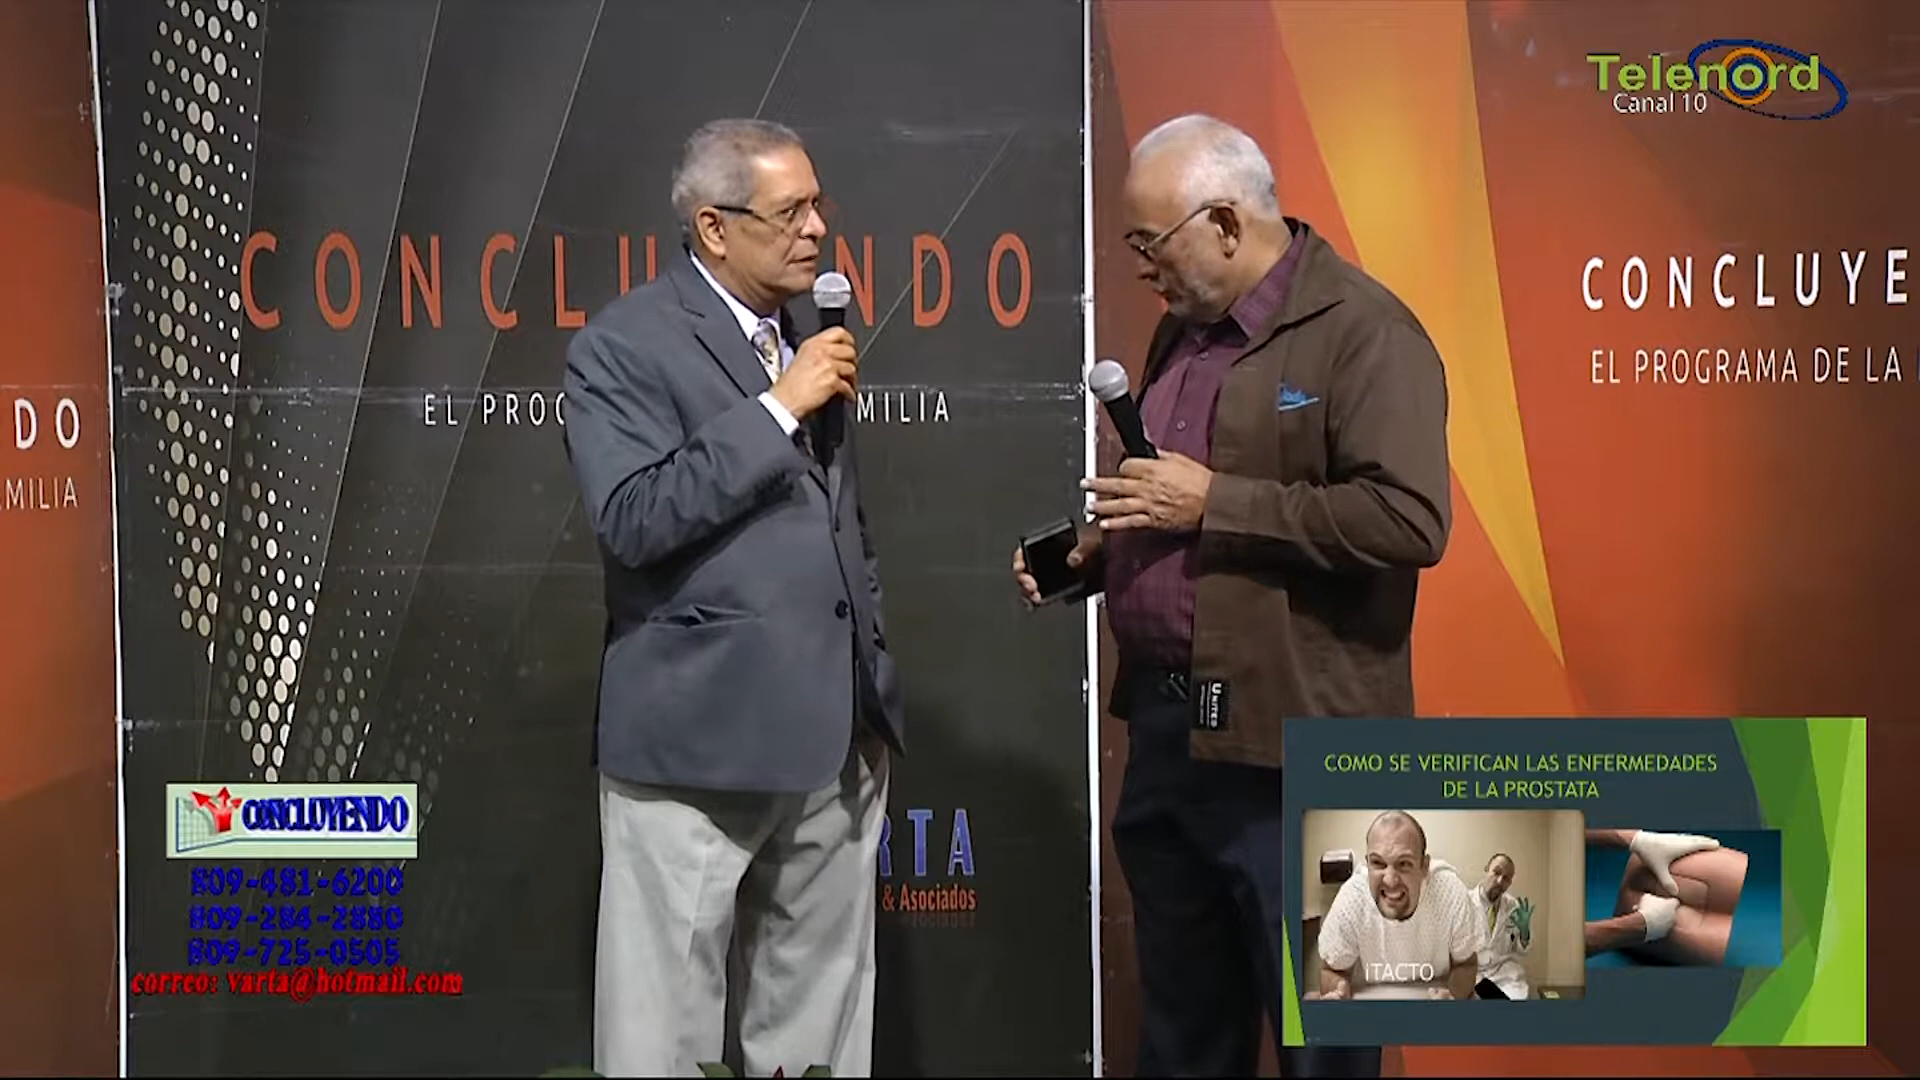 Telenord
Canal 10
CONCLU NDO
EL PROG MILIA
CONCLUYE
EL PROGRAMA DE LA
DO
MILIA
RTA
& Asociados
UNITED
CONCLUYENDO
809-481-6200
809-284-2880
809-725-0505
correo: varta@hotmail.com
COMO SE VERIFICAN LAS ENFERMEDADES
DE LA PROSTATA
¡TACTO